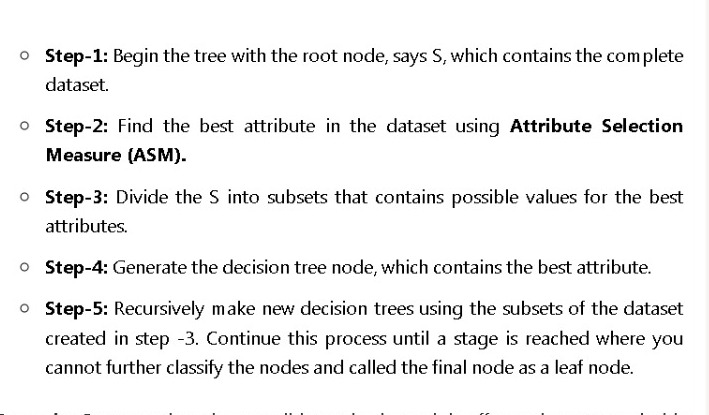 Step-1: Begin the tree with the root node, says S, which contains the complete
dataset.
Step-2: Find the best attribute in the dataset using Attribute Selection
Measure (ASM).
Step-3: Divide the S into subsets that contains possible values for the best
attributes.
Step-4: Generate the decision tree node, which contains the best attribute.
Step-5: Recursively make new decision trees using the subsets of the dataset
created in step -3. Continue this process until a stage is reached where you
cannot further classify the nodes and called the final node as a leaf node.